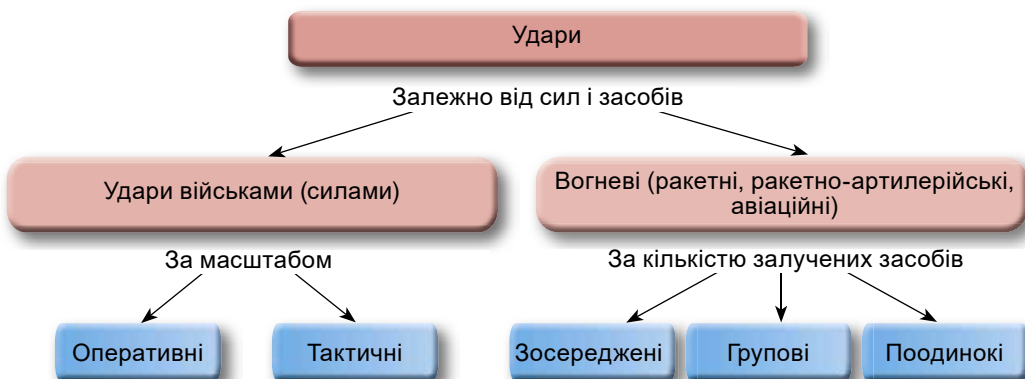 Удари
Залежно від сил і засобів
Удари військами (силами)
Вогневі (ракетні, ракетно-артилерійські,
авіаційні)
За масштабом
За кількістю залучених засобів
Оперативні
Тактичні
Зосереджені
Групові
Поодинокі